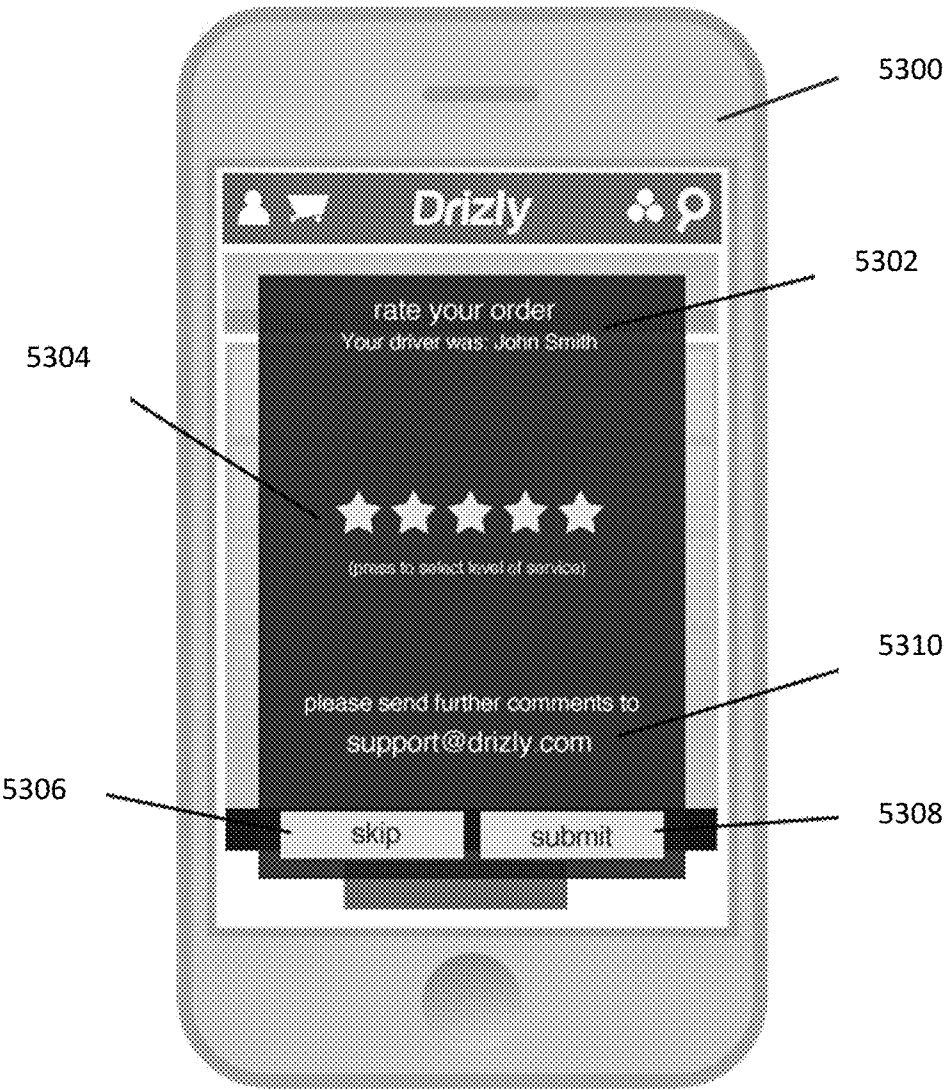 5300
Drizly
5302
rate your order
Your driver was: John Smith
5304
(press to select level of service)
5310
please send further comments to
support@drizly.com
5306
skip
submit
5308